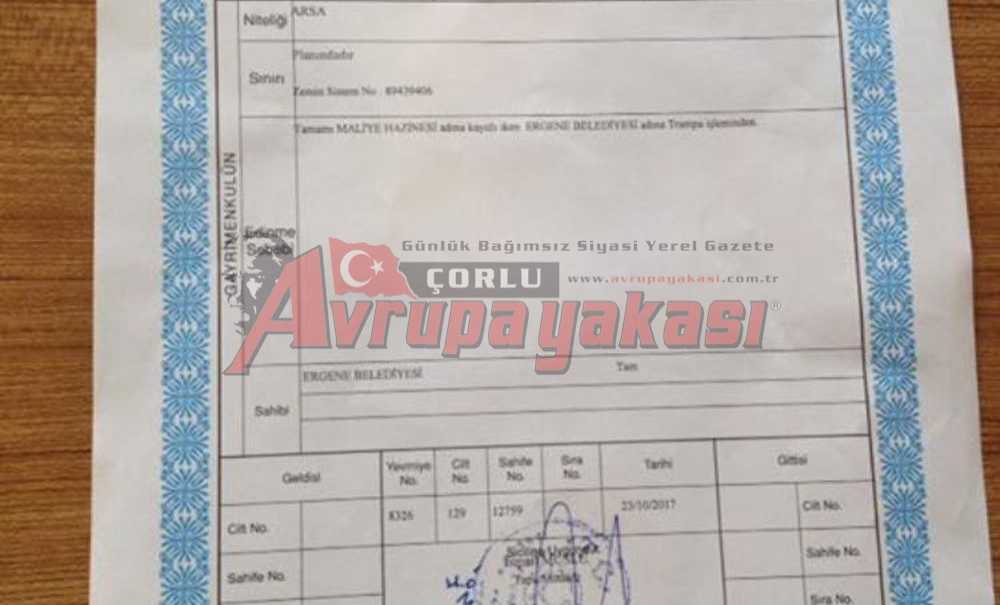 Niteliği ARSA
Planındadır
Sınırı
Zemin Sistem No : 89439406
Tamamı MALİYE HAZİNESİ adına kayıtlı iken ERGENE BELEDİYESİ adına Trampa işleminden.
GAYRİMENKULÜN
Edinme
Sebebi
Günlük Bağımsız Siyasi Yerel Gazete
ÇORLU www.avrupayakasi.com.tr
Avrupa yakası
ERGENE BELEDİYESİ Tam
Sahibi
Geldisi Yevmiye No. Cilt No. Sahife No. Sıra No. Tarihi Gittisi
Cilt No. 8326 129 12799 23/10/2017 Cilt No.
Sahife No. Sahife No.
Sıra No.